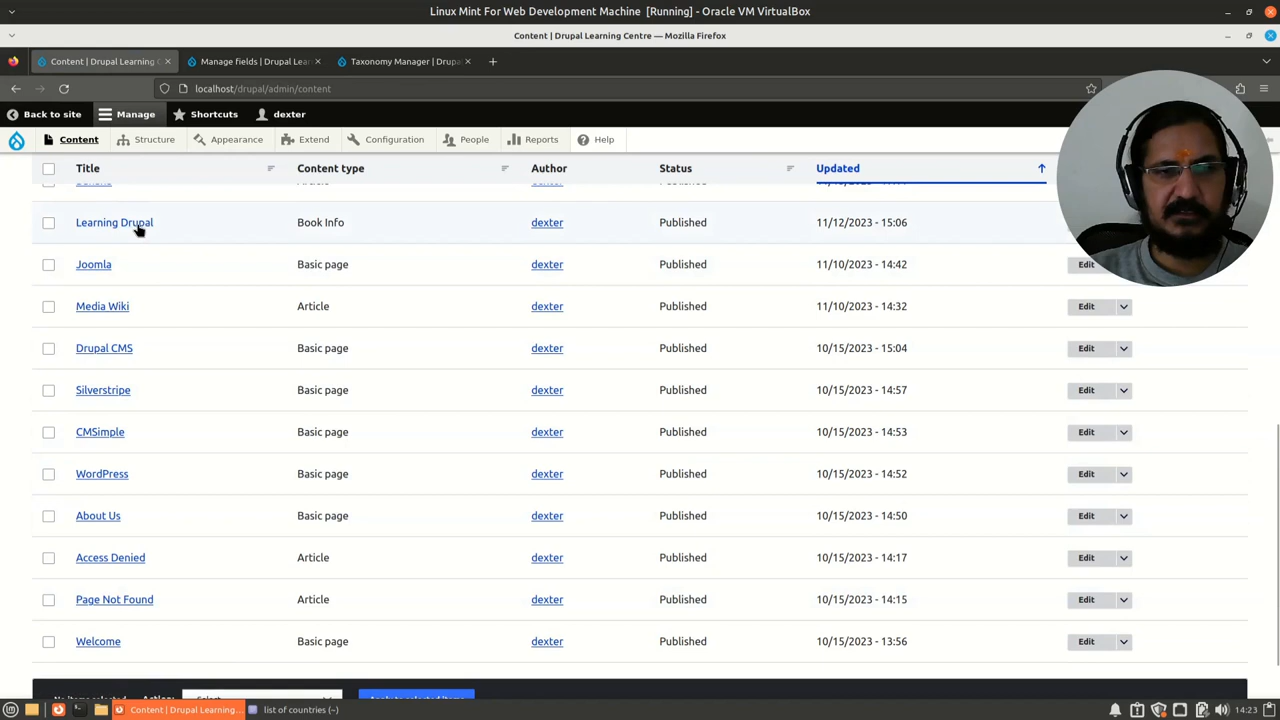 Linux Mint For Web Development Machine [Running] - Oracle VM VirtualBox
Content | Drupal Learning Centre — Mozilla Firefox
Content | Drupal Learning C
Manage fields | Drupal Lear
Taxonomy Manager | Drupa
localhost/drupal/admin/content
Back to site Manage Shortcuts dexter
Content Structure Appearance Extend Configuration People Reports Help
Title Content type Author Status Updated
Learning Drupal Book Info dexter Published 11/12/2023 - 15:06
Joomla Basic page dexter Published 11/10/2023 - 14:42 Edit
Media Wiki Article dexter Published 11/10/2023 - 14:32 Edit
Drupal CMS Basic page dexter Published 10/15/2023 - 15:04 Edit
Silverstripe Basic page dexter Published 10/15/2023 - 14:57 Edit
CMSimple Basic page dexter Published 10/15/2023 - 14:53 Edit
WordPress Basic page dexter Published 10/15/2023 - 14:52 Edit
About Us Basic page dexter Published 10/15/2023 - 14:50 Edit
Access Denied Article dexter Published 10/15/2023 - 14:17 Edit
Page Not Found Article dexter Published 10/15/2023 - 14:15 Edit
Welcome Basic page dexter Published 10/15/2023 - 13:56 Edit
No items selected Action - Select - Apply to selected items
Content | Drupal Learning... list of countries (~) 14:23